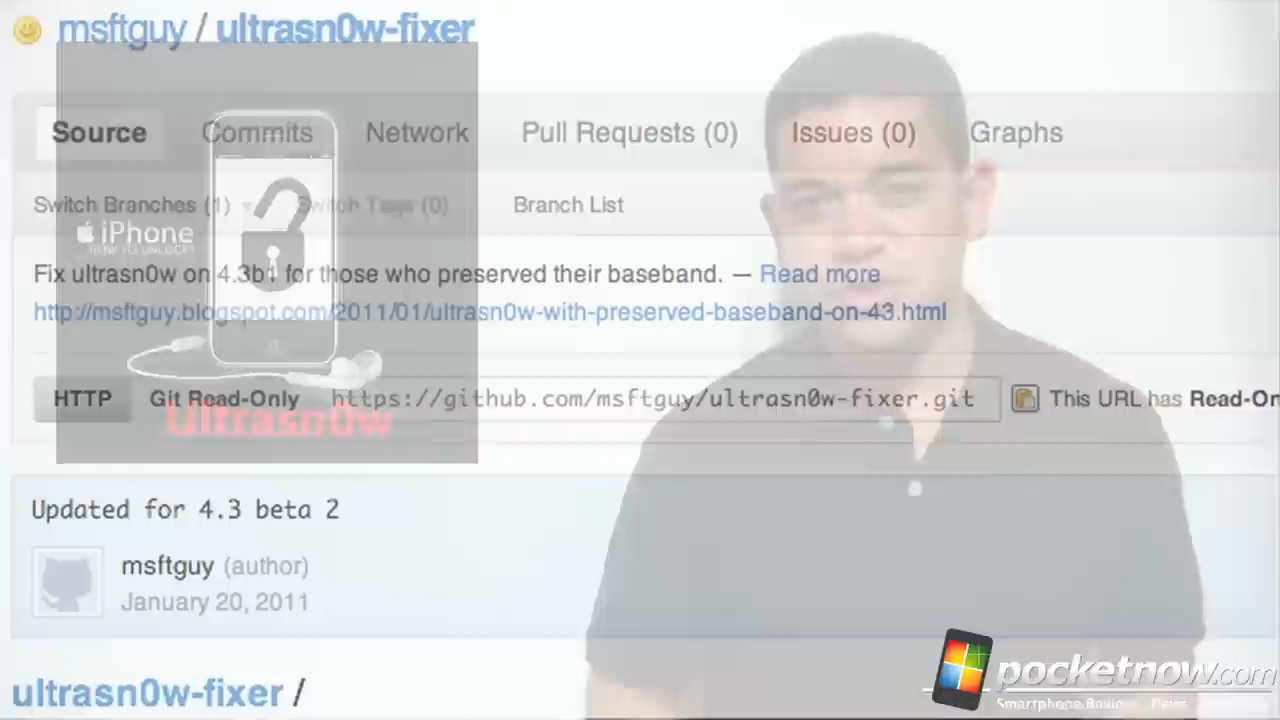 msftguy / ultrasn0w-fixer
Source Commits Network Pull Requests (0) Issues (0) Graphs
Switch Branches (1) Switch Tags (0) Branch List
iPhone
HOW TO UNLOCK?
Fix ultrasn0w on 4.3b1 for those who preserved their baseband. — Read more
http://msftguy.blogspot.com/2011/01/ultrasn0w-with-preserved-baseband-on-43.html
HTTP Git Read-Only https://github.com/msftguy/ultrasn0w-fixer.git This URL has Read-On
Ultrasn0w
Updated for 4.3 beta 2
msftguy (author)
January 20, 2011
ultrasn0w-fixer /
pocketnow.com
Smartphone